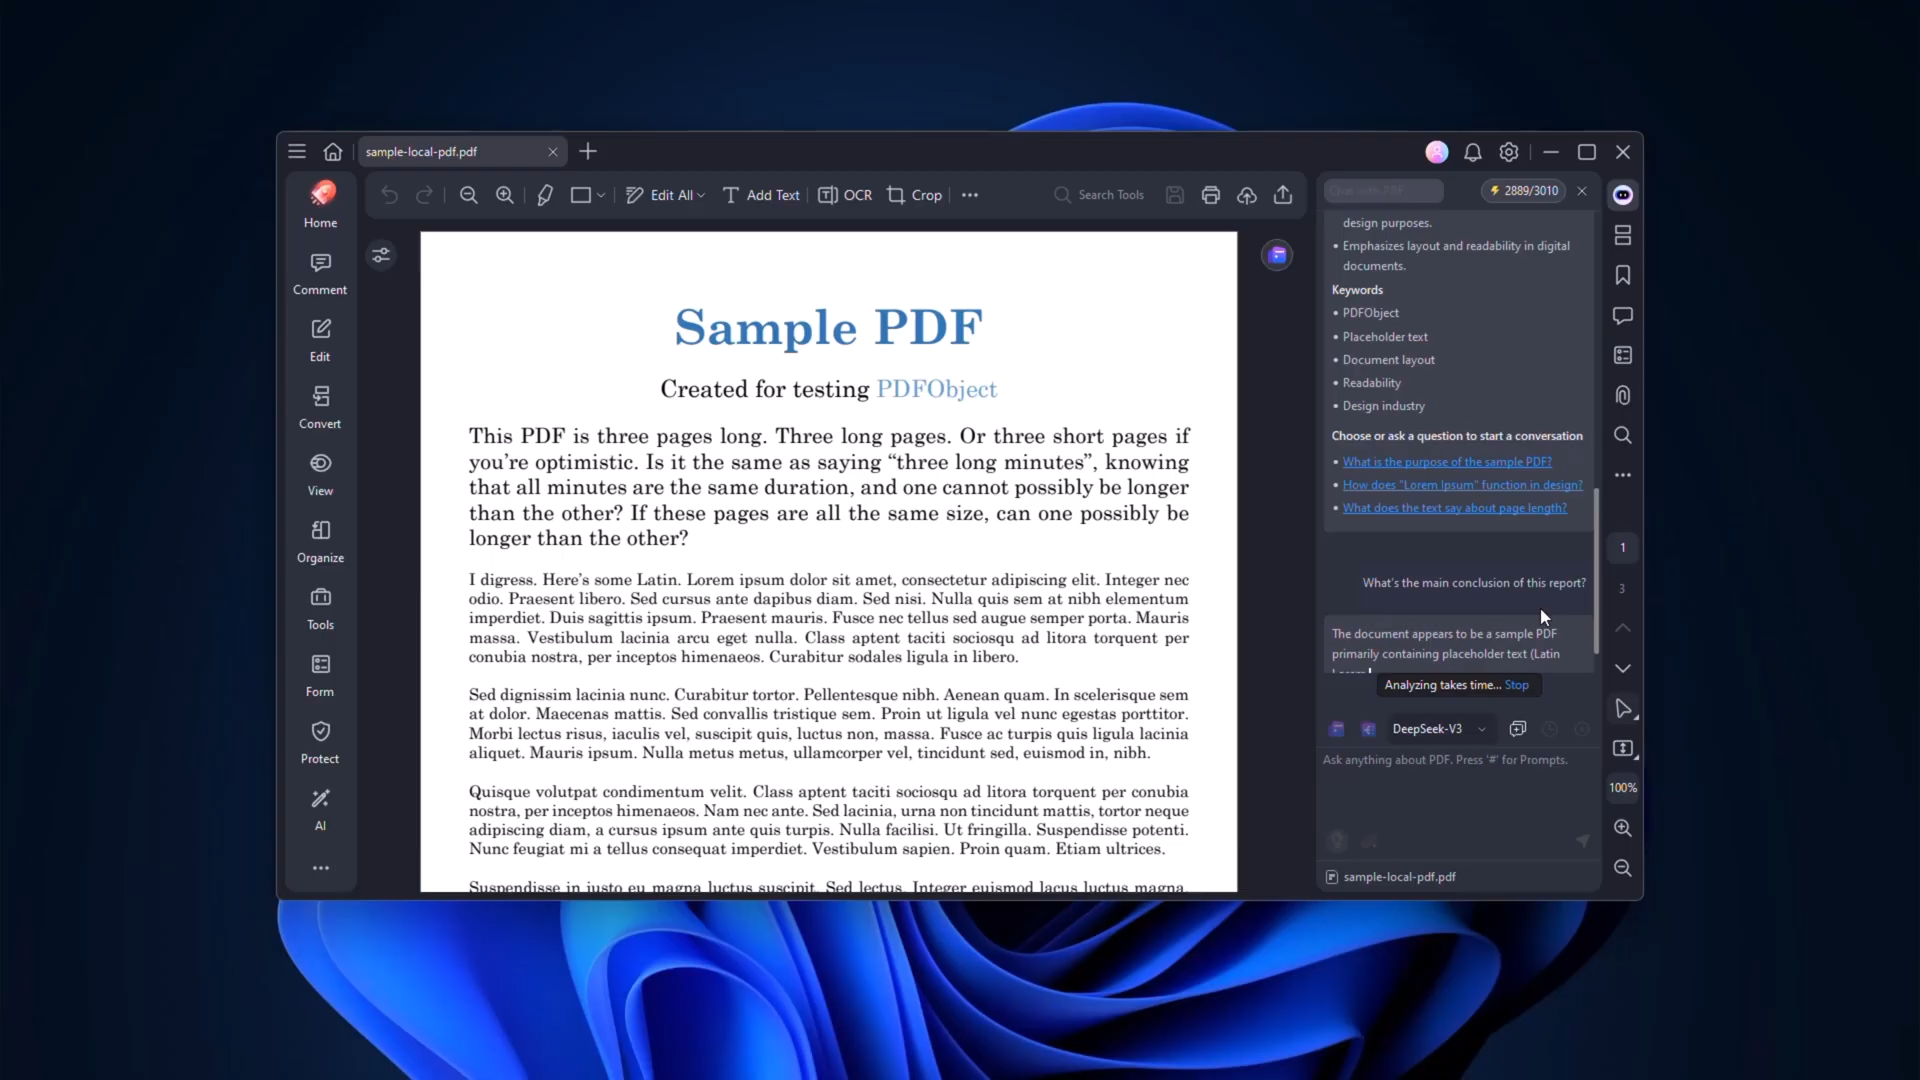 sample-local-pdf.pdf
Home
Comment
Edit
Convert
View
Organize
Tools
Form
Protect
AI
Edit All
Add Text
OCR
Crop
Search Tools
Sample PDF
Created for testing PDFObject
This PDF is three pages long. Three long pages. Or three short pages if
you’re optimistic. Is it the same as saying “three long minutes”, knowing
that all minutes are the same duration, and one cannot possibly be longer
than the other? If these pages are all the same size, can one possibly be
longer than the other?
I digress. Here’s some Latin. Lorem ipsum dolor sit amet, consectetur adipiscing elit. Integer nec
odio. Praesent libero. Sed cursus ante dapibus diam. Sed nisi. Nulla quis sem at nibh elementum
imperdiet. Duis sagittis ipsum. Praesent mauris. Fusce nec tellus sed augue semper porta. Mauris
massa. Vestibulum lacinia arcu eget nulla. Class aptent taciti sociosqu ad litora torquent per
conubia nostra, per inceptos himenaeos. Curabitur sodales ligula in libero.
Sed dignissim lacinia nunc. Curabitur tortor. Pellentesque nibh. Aenean quam. In scelerisque sem
at dolor. Maecenas mattis. Sed convallis tristique sem. Proin ut ligula vel nunc egestas porttitor.
Morbi lectus risus, iaculis vel, suscipit quis, luctus non, massa. Fusce ac turpis quis ligula lacinia
aliquet. Mauris ipsum. Nulla metus metus, ullamcorper vel, tincidunt sed, euismod in, nibh.
Quisque volutpat condimentum velit. Class aptent taciti sociosqu ad litora torquent per conubia
nostra, per inceptos himenaeos. Nam nec ante. Sed lacinia, urna non tincidunt mattis, tortor neque
adipiscing diam, a cursus ipsum ante quis turpis. Nulla facilisi. Ut fringilla. Suspendisse potenti.
Nunc feugiat mi a tellus consequat imperdiet. Vestibulum sapien. Proin quam. Etiam ultrices.
Suspendisse in justo eu magna luctus suscipit. Sed lectus. Integer euismod lacus luctus magna.
Chat with PDF
2889/3010
design purposes.
• Emphasizes layout and readability in digital
documents.
Keywords
• PDFObject
• Placeholder text
• Document layout
• Readability
• Design industry
Choose or ask a question to start a conversation
• What is the purpose of the sample PDF?
• How does "Lorem Ipsum" function in design?
• What does the text say about page length?
What's the main conclusion of this report?
The document appears to be a sample PDF
primarily containing placeholder text (Latin
Analyzing takes time... Stop
DeepSeek-V3
Ask anything about PDF. Press '#' for Prompts.
sample-local-pdf.pdf
1
3
100%